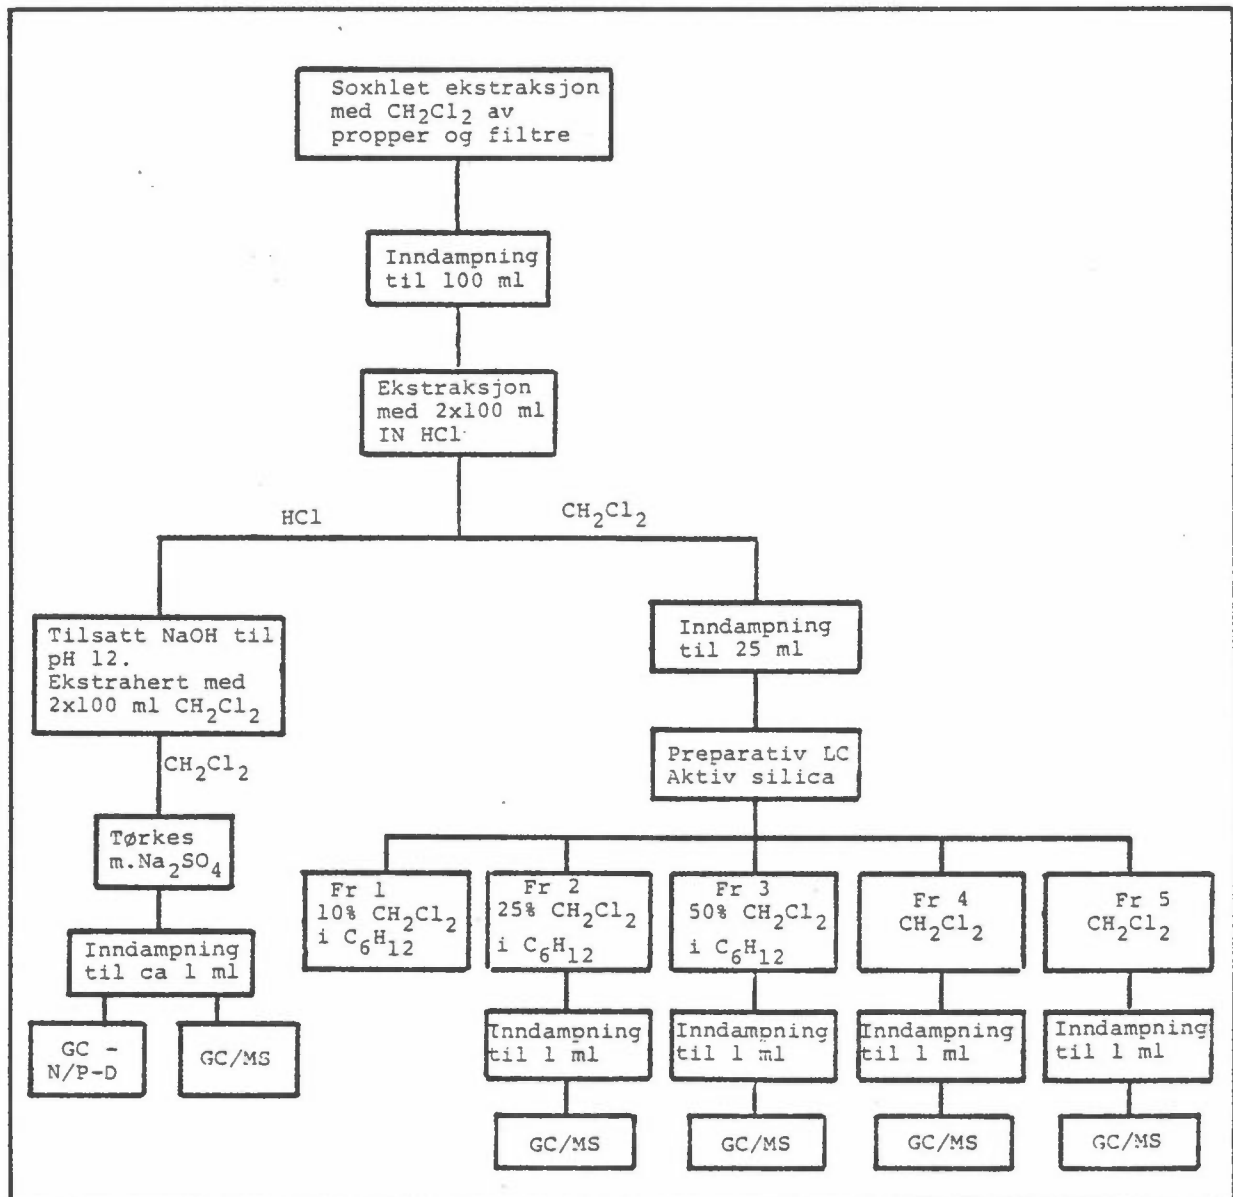 Soxhlet ekstraksjon
med CH₂Cl₂ av
propper og filtre
Inndampning
til 100 ml
Ekstraksjon
med 2x100 ml
IN HCl
HCl
CH₂Cl₂
Tilsatt NaOH til
pH 12.
Ekstrahert med
2x100 ml CH₂Cl₂
CH₂Cl₂
Tørkes
m.Na₂SO₄
Inndampning
til ca 1 ml
GC -
N/P-D
GC/MS
Inndampning
til 25 ml
Preparativ LC
Aktiv silica
Fr 1
10% CH₂Cl₂
i C₆H₁₂
Fr 2
25% CH₂Cl₂
i C₆H₁₂
Fr 3
50% CH₂Cl₂
i C₆H₁₂
Fr 4
CH₂Cl₂
Fr 5
CH₂Cl₂
Inndampning
til 1 ml
Inndampning
til 1 ml
Inndampning
til 1 ml
Inndampning
til 1 ml
GC/MS
GC/MS
GC/MS
GC/MS